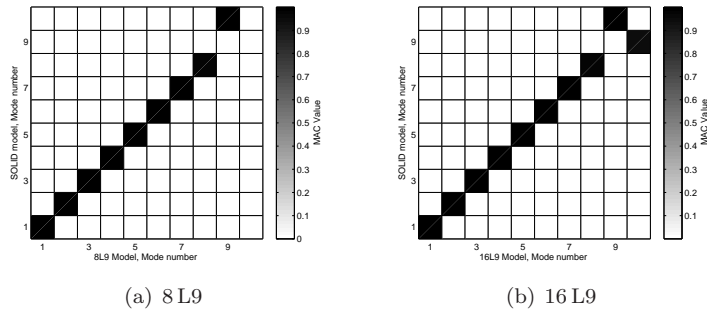 9
7
5
3
1
SOLID model, Mode number
1 3 5 7 9
8L9 Model, Mode number
0.9
0.8
0.7
0.6
0.5
0.4
0.3
0.2
0.1
0
MAC Value
(a) 8 L9
9
7
5
3
1
SOLID model, Mode number
1 3 5 7 9
16L9 Model, Mode number
0.9
0.8
0.7
0.6
0.5
0.4
0.3
0.2
0.1
MAC Value
(b) 16 L9